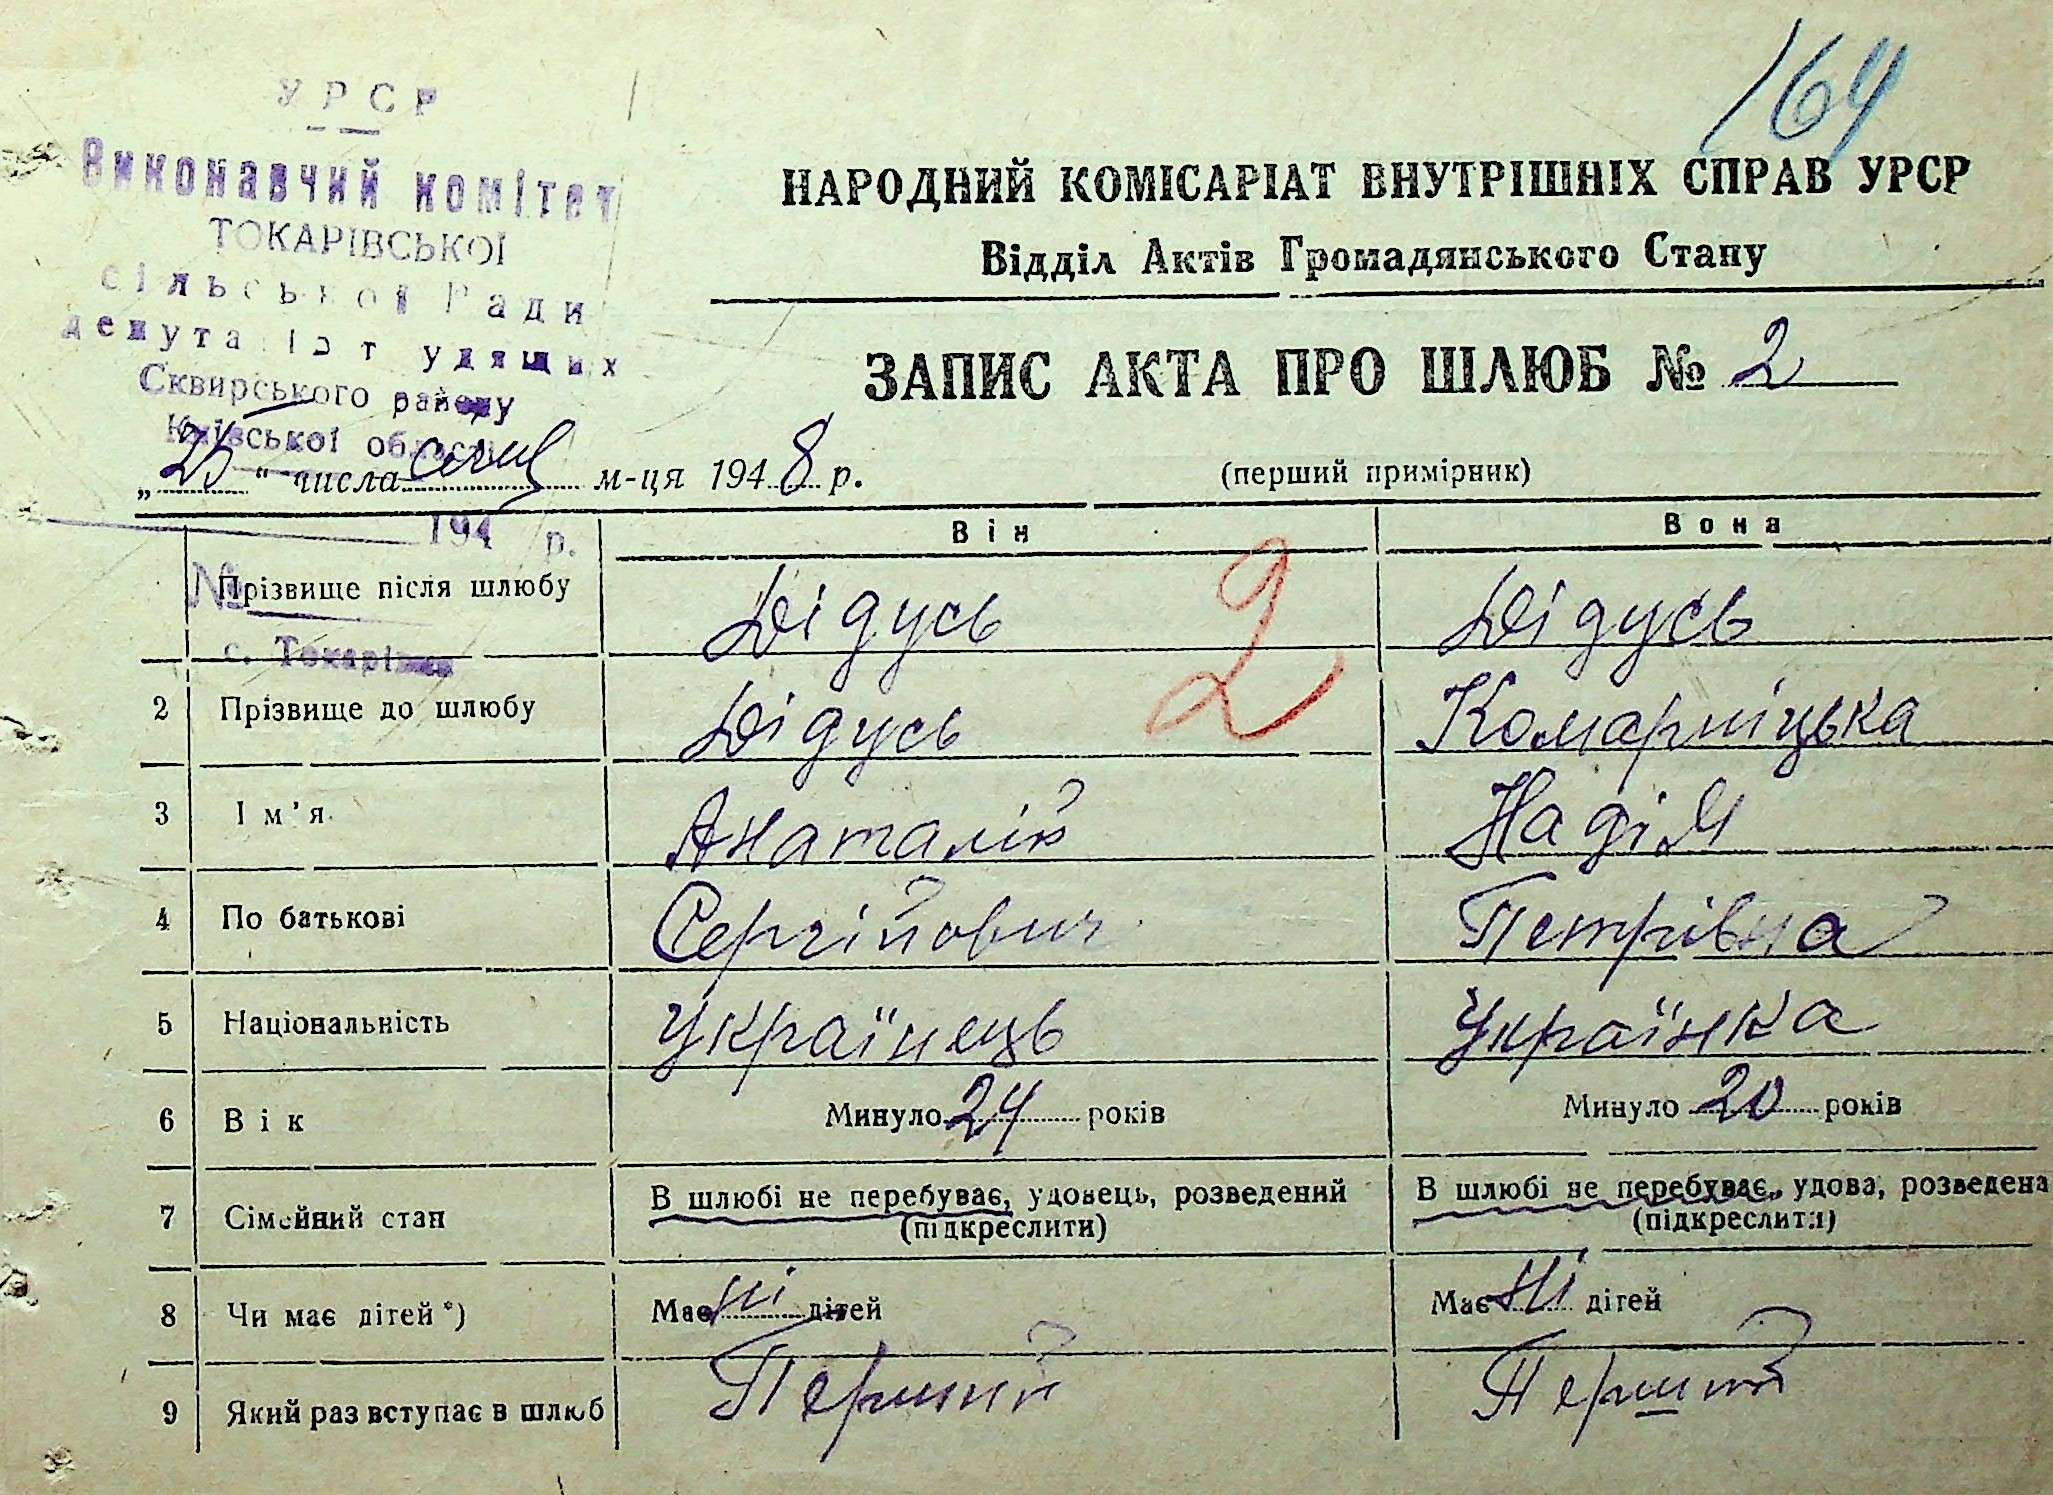 164
УРСР
Виконавчий комітет
ТОКАРІВСЬКОЇ
сільської Ради
депутатів трудящих
Сквирського району
Київської області
194 р.
№
с. Токарівка
НАРОДНИЙ КОМІСАРІАТ ВНУТРІШНІХ СПРАВ УРСР
Відділ Актів Громадянського Стану
ЗАПИС АКТА ПРО ШЛЮБ № 2
„25“ числа січня м-ця 1948 р.
(перший примірник)
Він Вона
2
Прізвище після шлюбу Дідусь Дідусь
2 Прізвище до шлюбу Дідусь Комарніцька
3 Ім’я Анаталій Надія
4 По батькові Сергійович Петрівна
5 Національність Українець Українка
6 Вік Минуло 24 років Минуло 20 років
7 Сімейний стан В шлюбі не перебуває, удовець, розведений В шлюбі не перебуває, удова, розведена
(підкреслити) (підкреслити)
8 Чи має дітей*) Має ні дітей Має ні дітей
9 Який раз вступає в шлюб Перший Перший